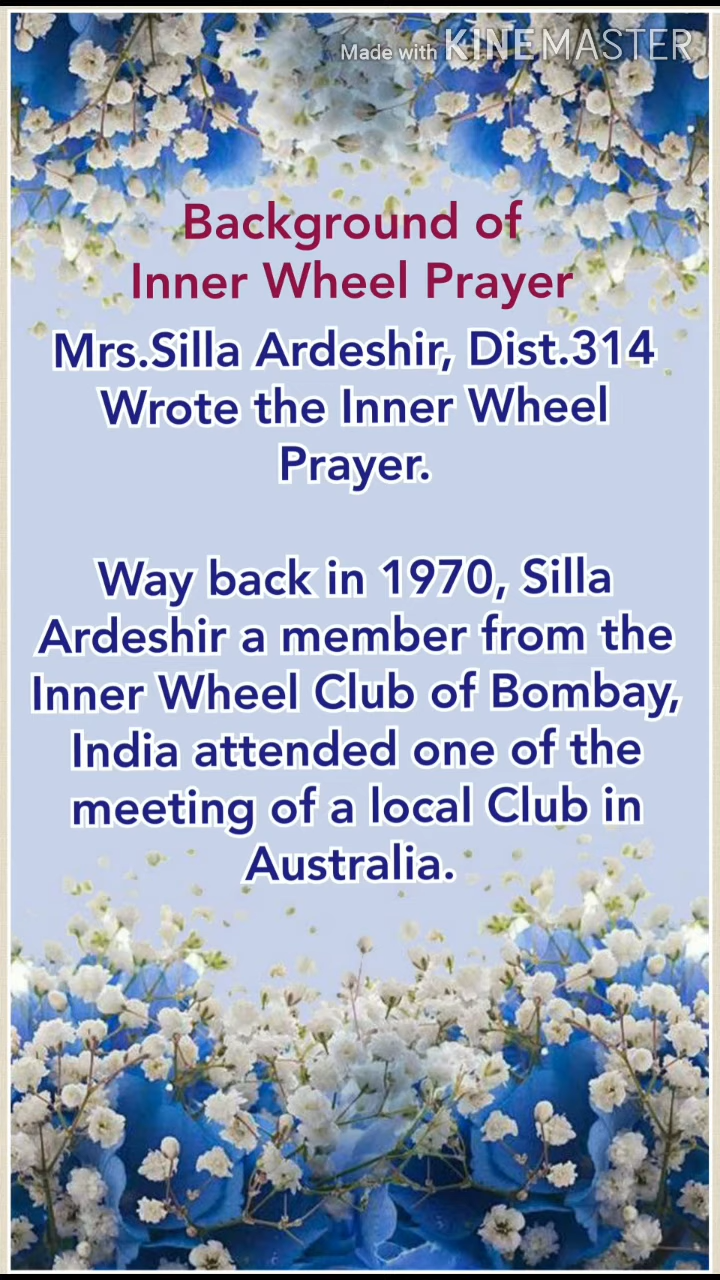 Made with KINEMASTER
Background of
Inner Wheel Prayer
Mrs.Silla Ardeshir, Dist.314
Wrote the Inner Wheel
Prayer.
Way back in 1970, Silla
Ardeshir a member from the
Inner Wheel Club of Bombay,
India attended one of the
meeting of a local Club in
Australia.